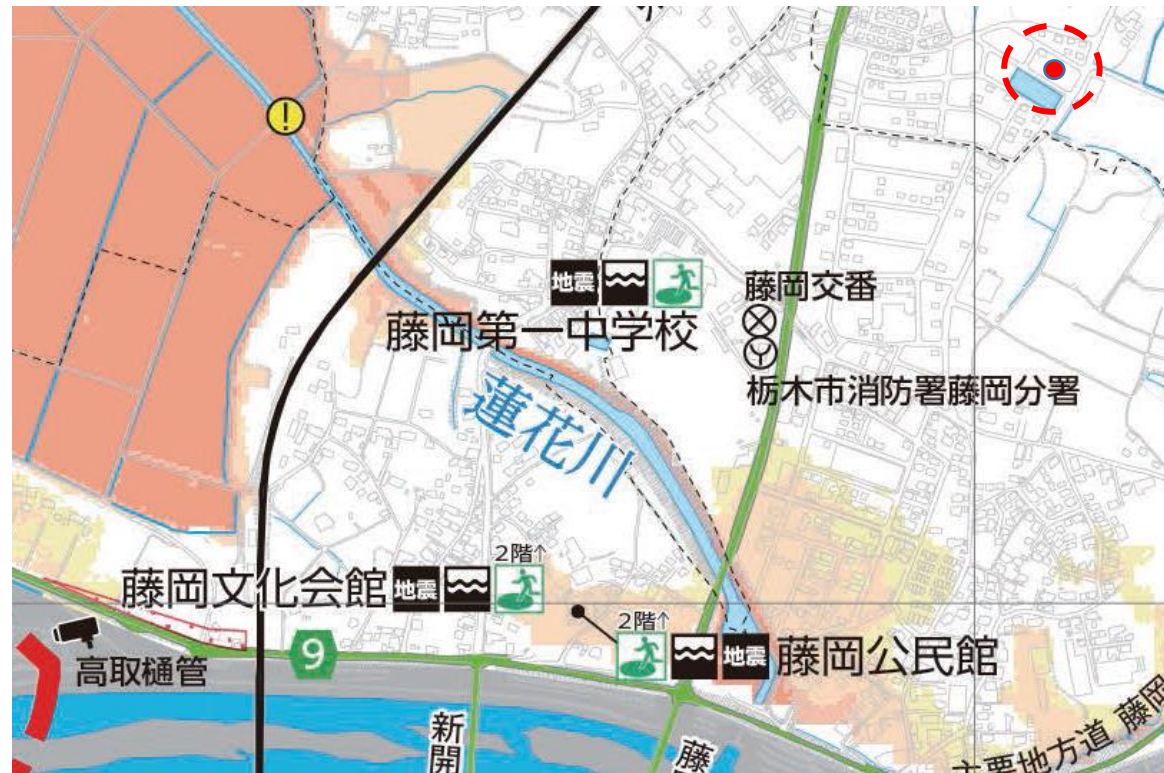 地震
藤岡第一中学校
藤岡交番
栃木市消防署藤岡分署
蓮花川
2階↑
藤岡文化会館
地震
2階↑
地震
藤岡公民館
9
高取樋管
新開
藤
主要地方道 藤岡